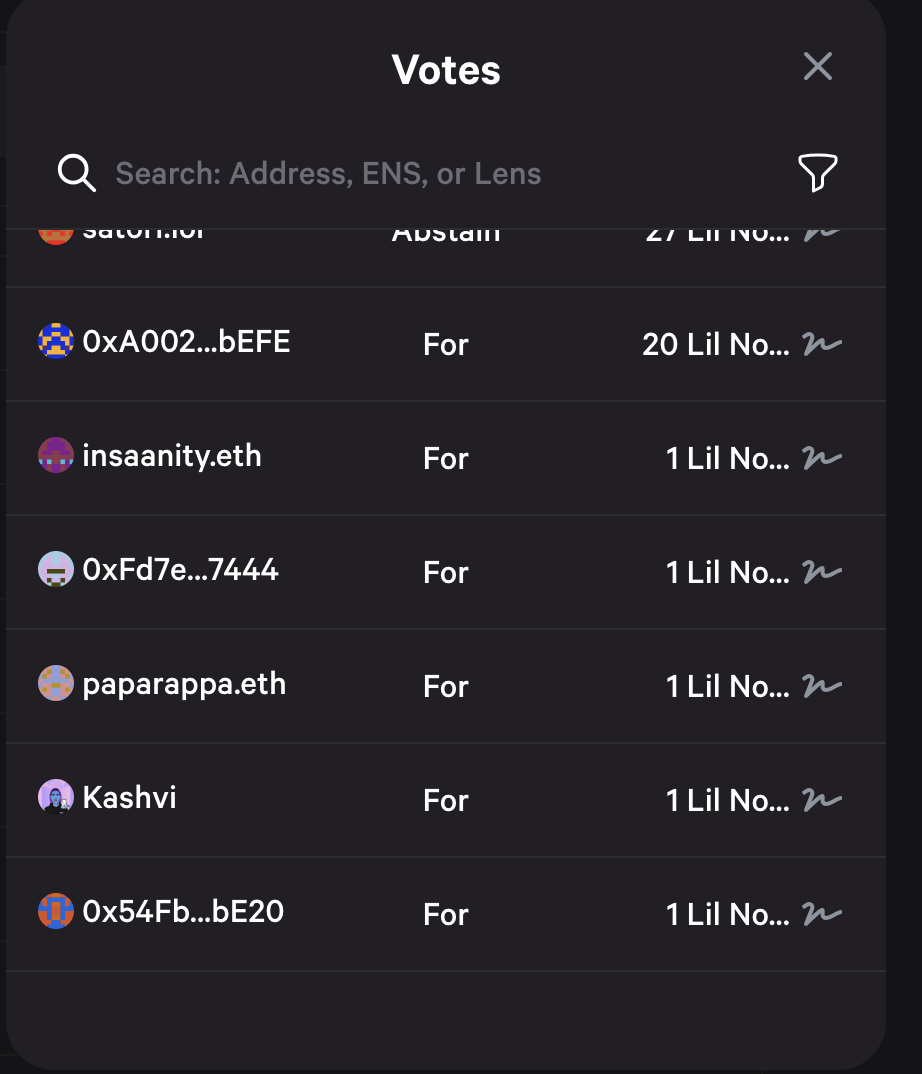 Votes
Search: Address, ENS, or Lens
Abstain 27 Lil No...
0xA002...bEFE For 20 Lil No...
insaanity.eth For 1 Lil No...
0xFd7e...7444 For 1 Lil No...
paparappa.eth For 1 Lil No...
Kashvi For 1 Lil No...
0x54Fb...bE20 For 1 Lil No...